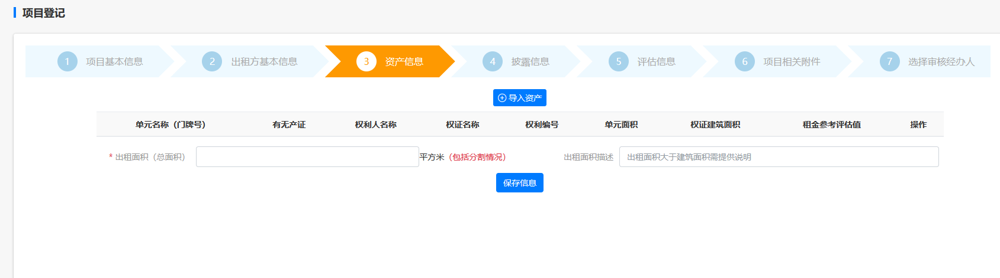 项目登记
1 项目基本信息 2 出租方基本信息 3 资产信息 4 披露信息 5 评估信息 6 项目相关附件 7 选择审核经办人
导入资产
单元名称（门牌号） 有无产证 权利人名称 权证名称 权利编号 单元面积 权证建筑面积 租金参考评估值 操作
* 出租面积（总面积） 平方米（包括分割情况） 出租面积描述 出租面积大于建筑面积需提供说明
保存信息